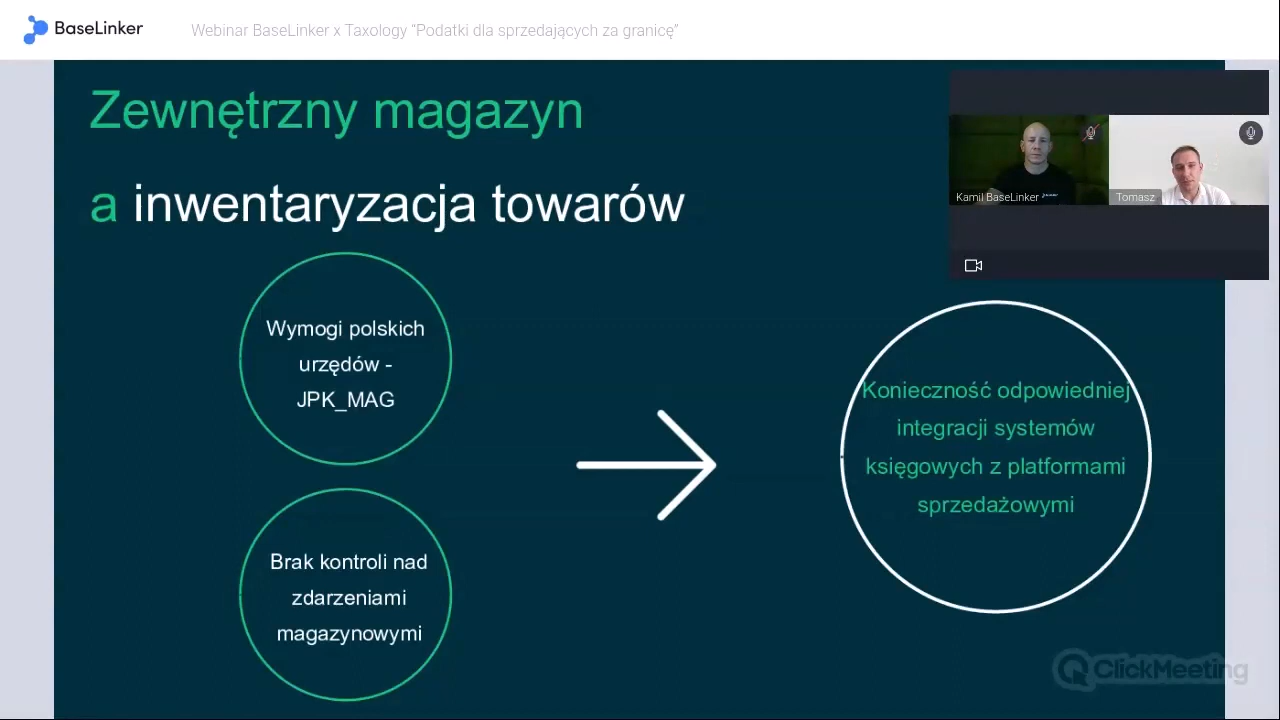 BaseLinker
Webinar BaseLinker x Taxology “Podatki dla sprzedających za granicę”
Zewnętrzny magazyn
a inwentaryzacja towarów
Kamil BaseLinker
Tomasz
Wymogi polskich
urzędów -
JPK_MAG
Brak kontroli nad
zdarzeniami
magazynowymi
Konieczność odpowiedniej
integracji systemów
księgowych z platformami
sprzedażowymi
ClickMeeting